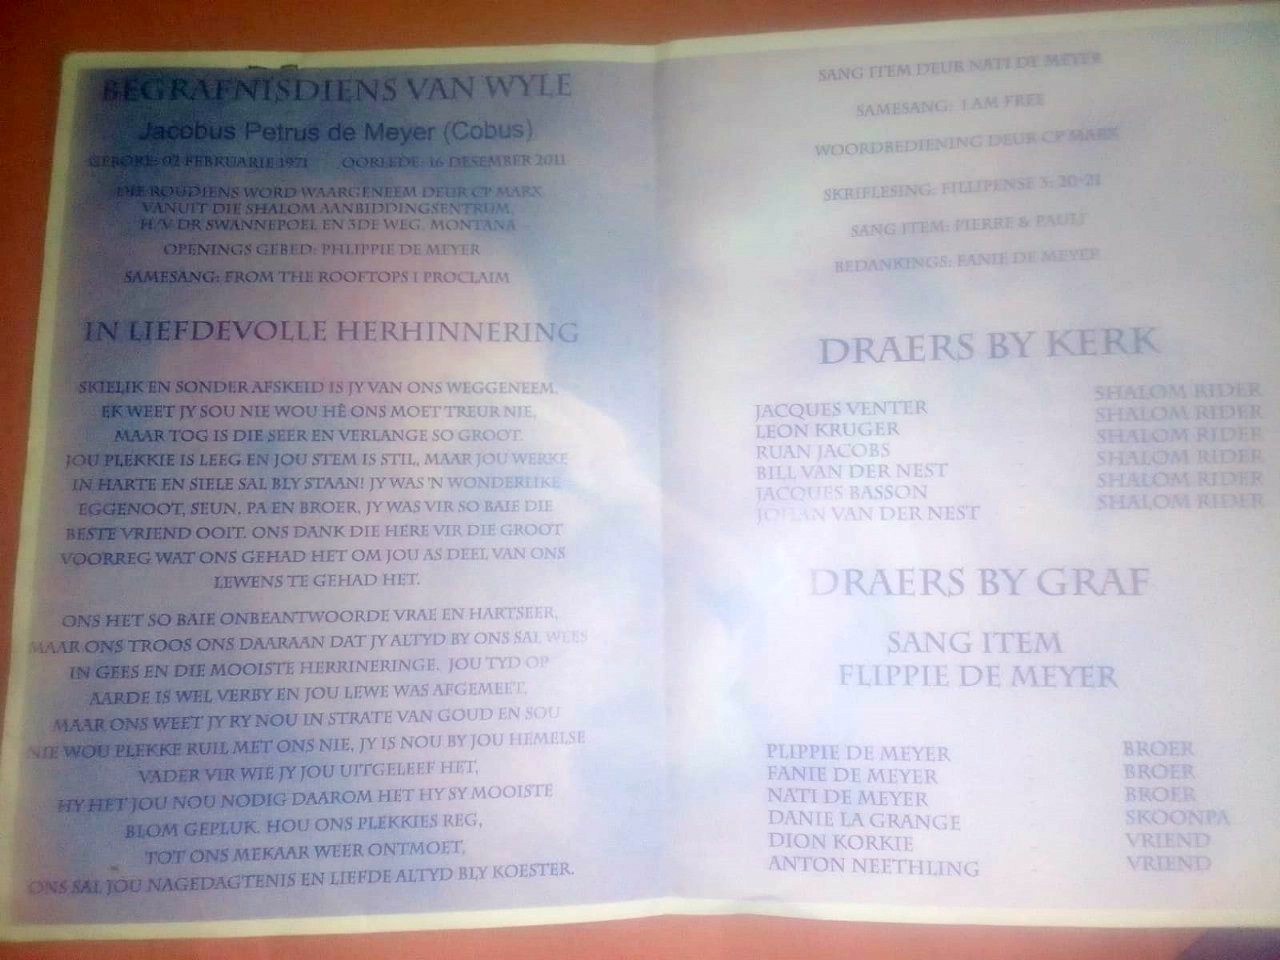 BEGRAFNISDIENS VAN WYLE
Jacobus Petrus de Meyer (Cobus)
GEBORE: 02 FEBRUARIE 1971 OORLEDE: 16 DESEMBER 2011
DIE ROUDIENS WORD WAARGENEEM DEUR CP MARX
VANUIT DIE SHALOM AANBIDDINGSENTRUM,
H/V DR SWANNEPOEL EN 3DE WEG, MONTANA
OPENINGS GEBED: PHLIPPIE DE MEYER
SAMESANG: FROM THE ROOFTOPS I PROCLAIM
IN LIEFDEVOLLE HERHINNERING
SKIELIK EN SONDER AFSKEID IS JY VAN ONS WEGGENEEM,
EK WEET JY SOU NIE WOU HÊ ONS MOET TREUR NIE,
MAAR TOG IS DIE SEER EN VERLANGE SO GROOT.
JOU PLEKKIE IS LEEG EN JOU STEM IS STIL, MAAR JOU WERKE
IN HARTE EN SIELE SAL BLY STAAN! JY WAS 'N WONDERLIKE
EGGENOOT, SEUN, PA EN BROER, JY WAS VIR SO BAIE DIE
BESTE VRIEND OOIT. ONS DANK DIE HERE VIR DIE GROOT
VOORREG WAT ONS GEHAD HET OM JOU AS DEEL VAN ONS
LEWENS TE GEHAD HET.
ONS HET SO BAIE ONBEANTWOORDE VRAE EN HARTSEER,
MAAR ONS TROOS ONS DAARAAN DAT JY ALTYD BY ONS SAL WEES
IN GEES EN DIE MOOISTE HERRINERINGE. JOU TYD OP
AARDE IS WEL VERBY EN JOU LEWE WAS AFGEMEET,
MAAR ONS WEET JY RY NOU IN STRATE VAN GOUD EN SOU
NIE WOU PLEKKE RUIL MET ONS NIE, JY IS NOU BY JOU HEMELSE
VADER VIR WIE JY JOU UITGELEEF HET,
HY HET JOU NOU NODIG DAAROM HET HY SY MOOISTE
BLOM GEPLUK. HOU ONS PLEKKIES REG,
TOT ONS MEKAAR WEER ONTMOET,
ONS SAL JOU NAGEDAGTENIS EN LIEFDE ALTYD BLY KOESTER.
SANG ITEM DEUR NATI DE MEYER
SAMESANG: I AM FREE
WOORDBEDIENING DEUR CP MARX
SKRIFLESING: FILLIPENSE 3: 20-21
SANG ITEM: PIERRE & PAULI
BEDANKINGS: FANIE DE MEYER
DRAERS BY KERK
JACQUES VENTER SHALOM RIDER
LEON KRUGER SHALOM RIDER
RUAN JACOBS SHALOM RIDER
BILL VAN DER NEST SHALOM RIDER
JACQUES BASSON SHALOM RIDER
JOHAN VAN DER NEST SHALOM RIDER
DRAERS BY GRAF
SANG ITEM
FLIPPIE DE MEYER
PLIPPIE DE MEYER BROER
FANIE DE MEYER BROER
NATI DE MEYER BROER
DANIE LA GRANGE SKOONPA
DION KORKIE VRIEND
ANTON NEETHLING VRIEND